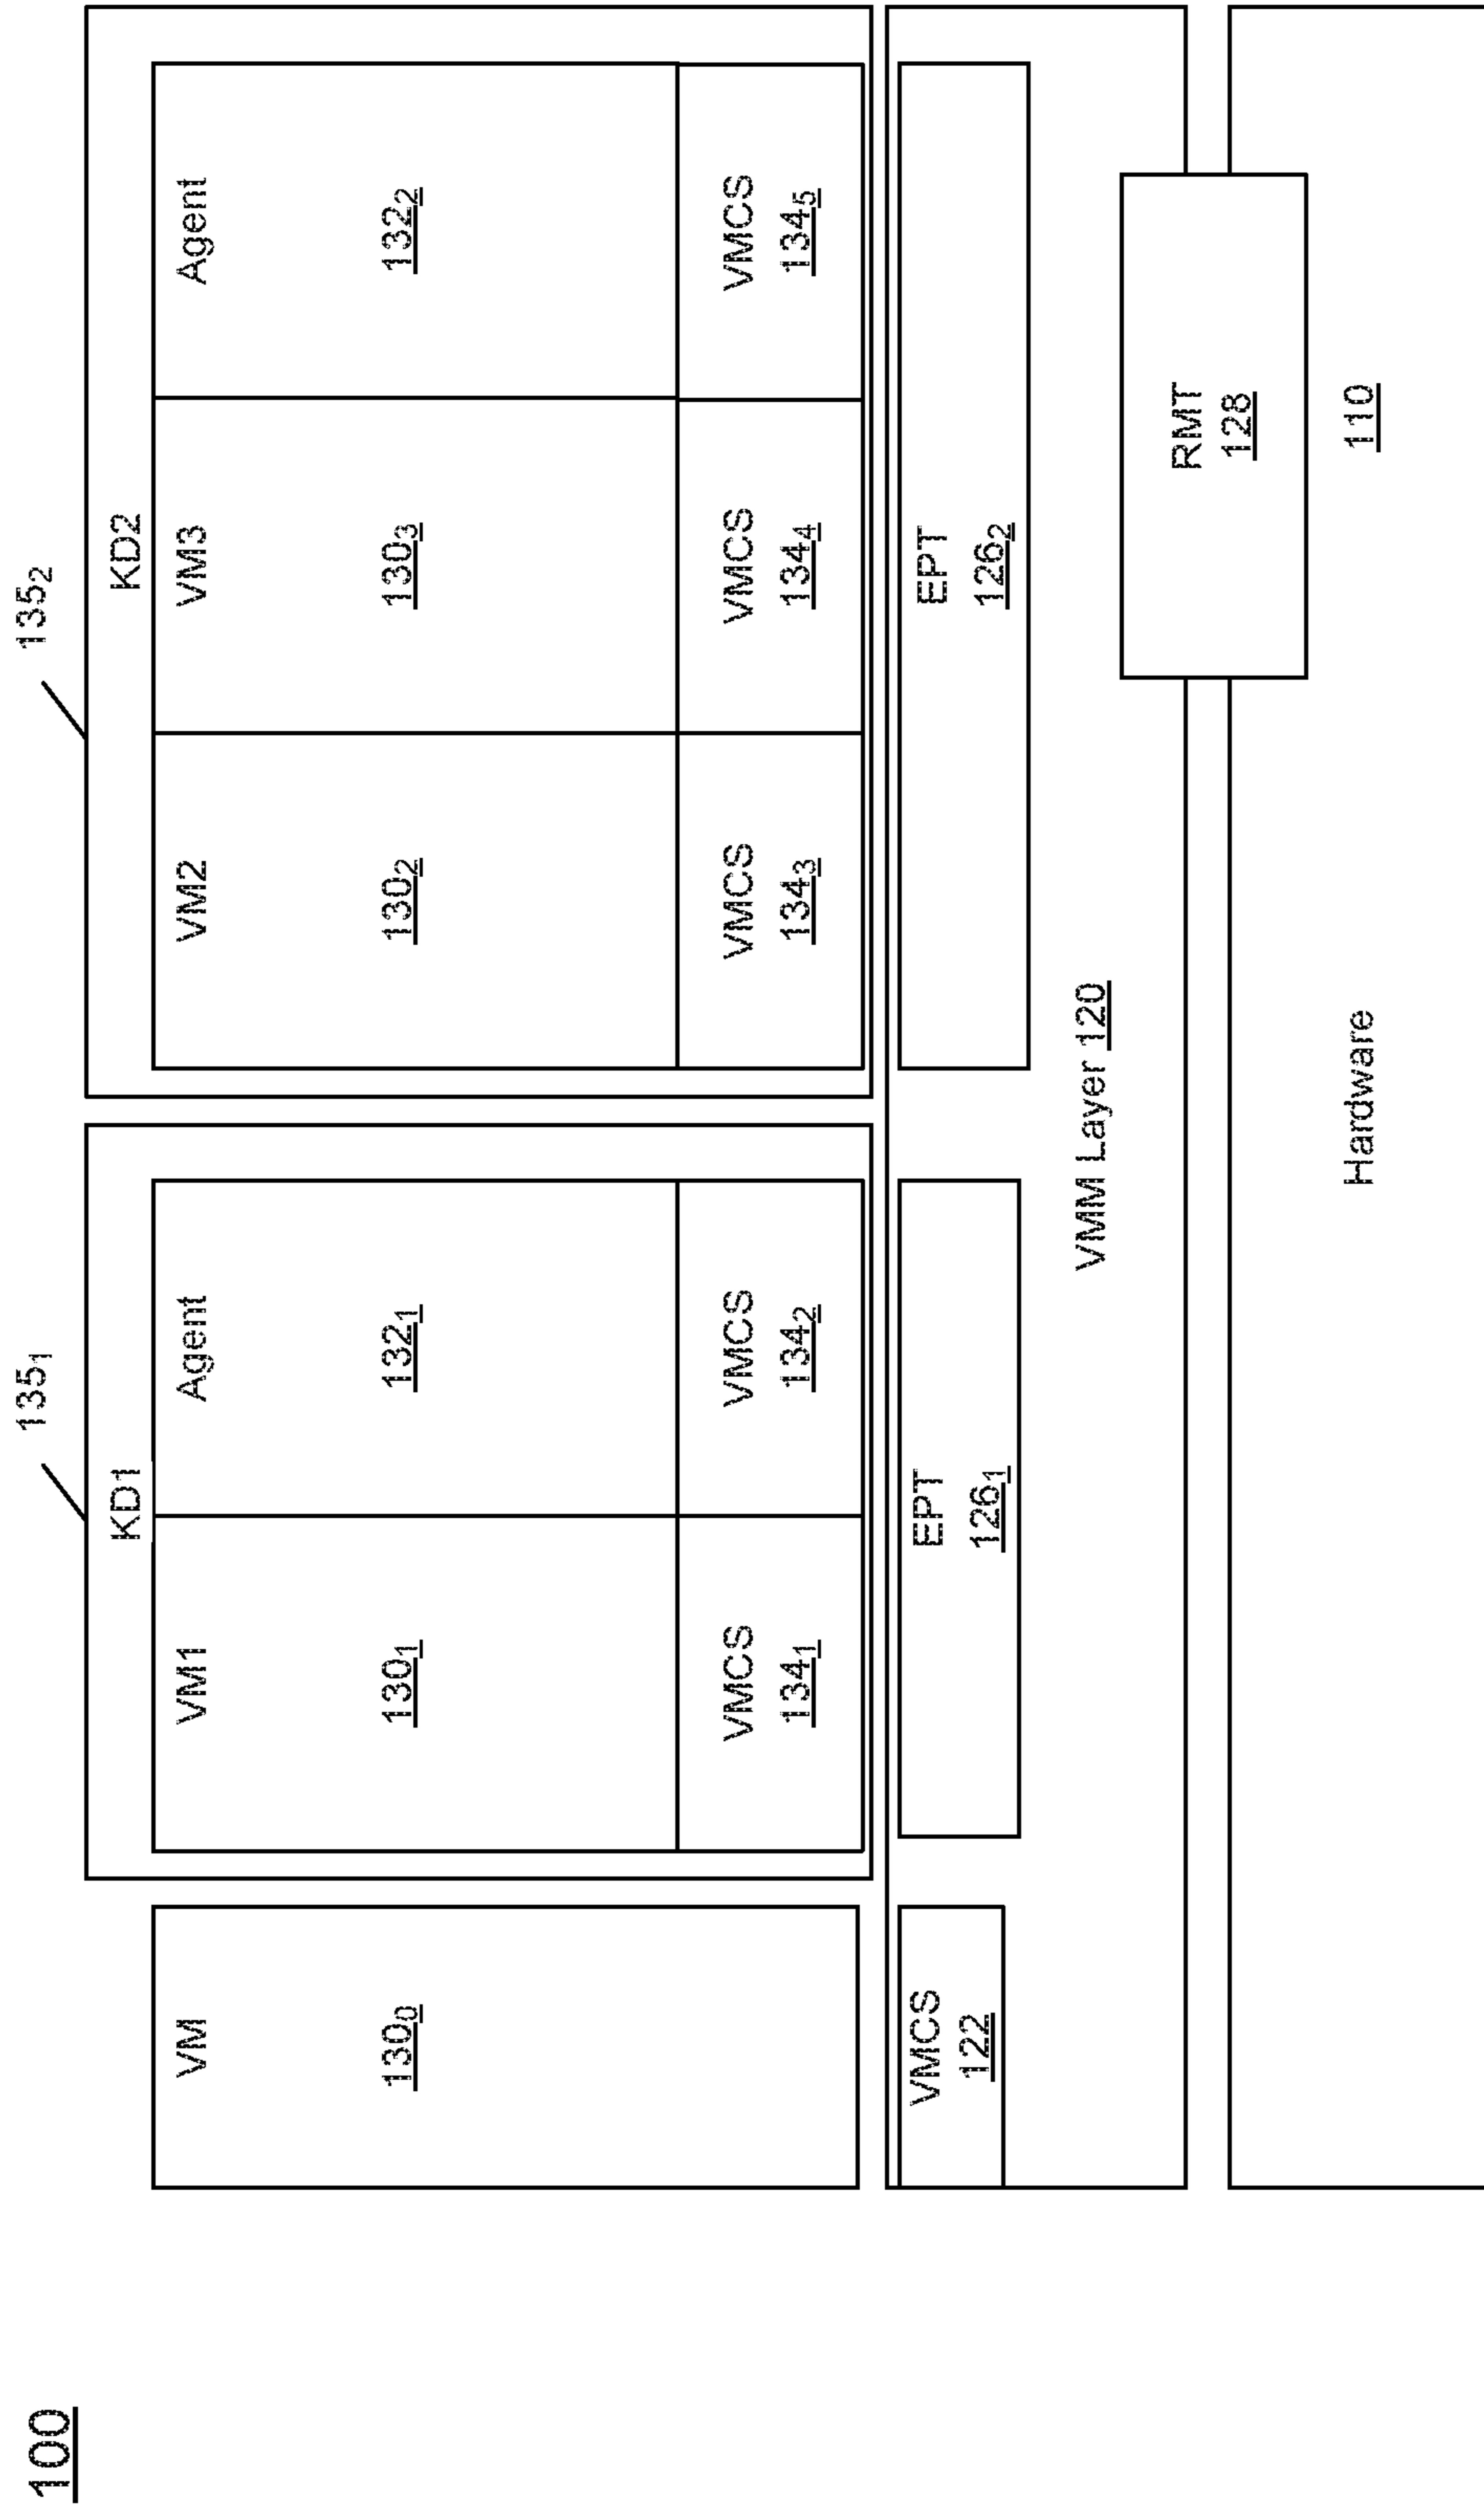 100
135₁
135₂
VM
130₀
KD1
VM1
130₁
Agent
132₁
VMCS
134₁
VMCS
134₂
KD2
VM2
130₂
VM3
130₃
Agent
132₂
VMCS
134₃
VMCS
134₄
VMCS
134₅
VMCS
122
EPT
126₁
EPT
126₂
VMM Layer 120
RMT
128
Hardware
110